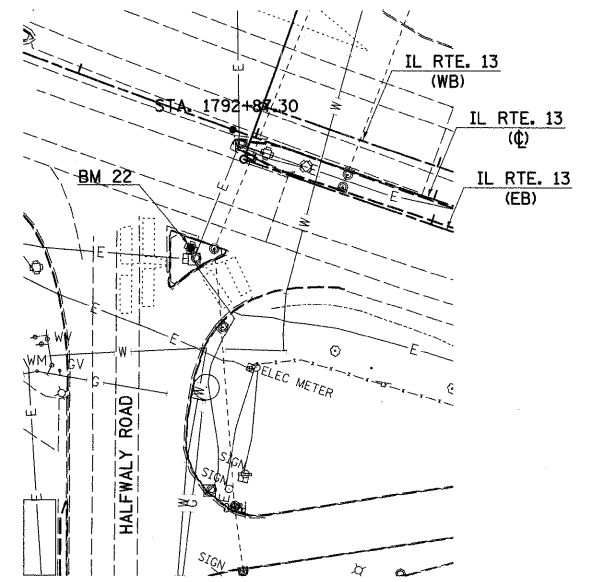 IL RTE. 13
(WB)
STA. 1792+87.30
IL RTE. 13
(℄)
IL RTE. 13
(EB)
BM 22
E
W
E
W
E
E
E
E
E
WV
WM
GV
W
G
E
ELEC METER
W
HALFWALY ROAD
SIGN
SIGN
W
G
E
SIGN